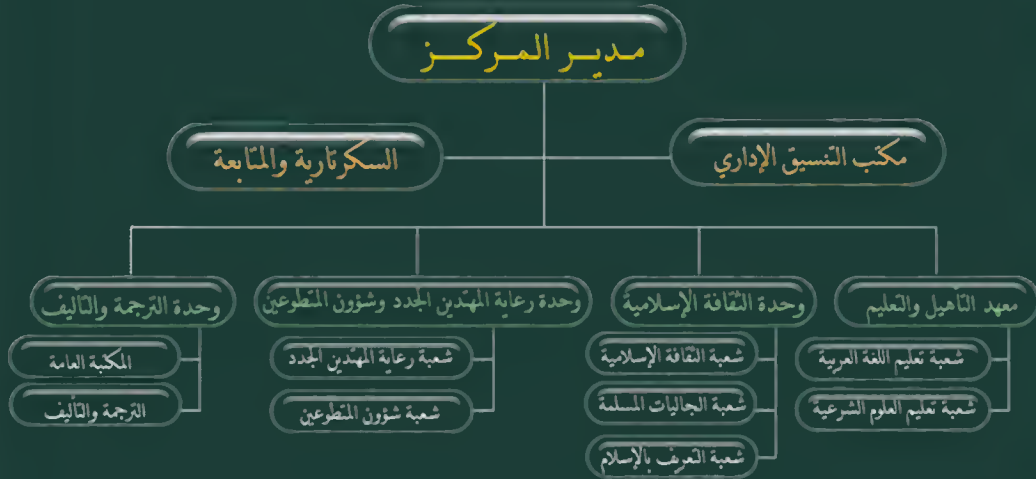 مدير المركز
مكتب التنسيق الإداري
السكرتارية والمتابعة
معهد التأهيل والتعليم
وحدة الثقافة الإسلامية
وحدة رعاية المهتدين الجدد وشؤون المتطوعين
وحدة الترجمة والتأليف
شعبة تعليم اللغة العربية
شعبة الثقافة الإسلامية
شعبة رعاية المهتدين الجدد
المكتبة العامة
شعبة تعليم العلوم الشرعية
شعبة الجاليات المسلمة
شعبة شؤون المتطوعين
الترجمة والتأليف
شعبة التعريف بالإسلام